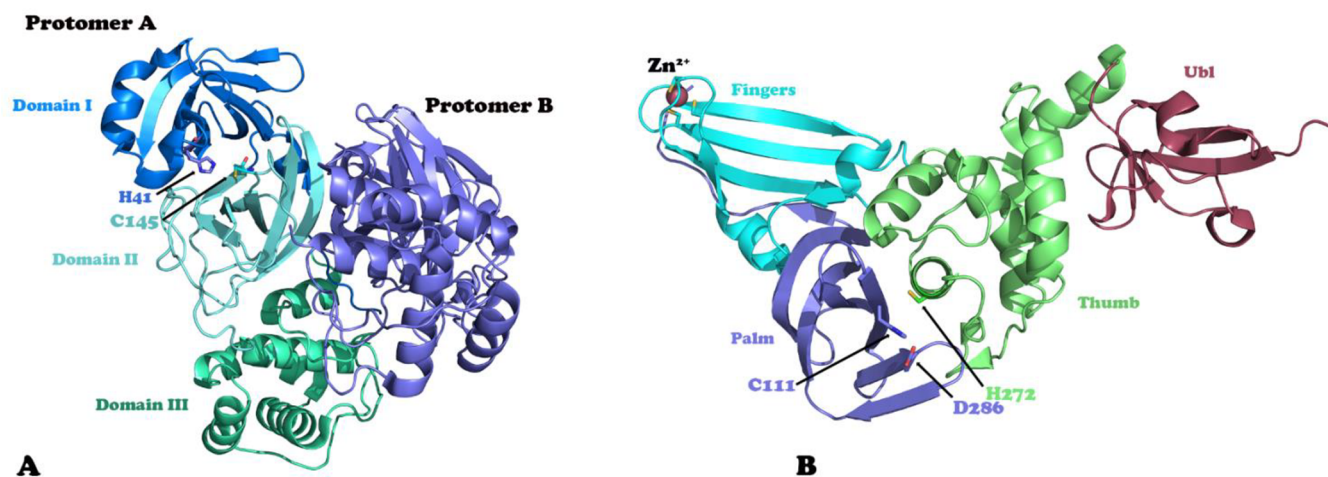 Protomer A
Domain I
Protomer B
H41
C145
Domain II
Domain III
A
Zn²⁺
Fingers
Ubl
Palm
Thumb
C111
H272
D286
B